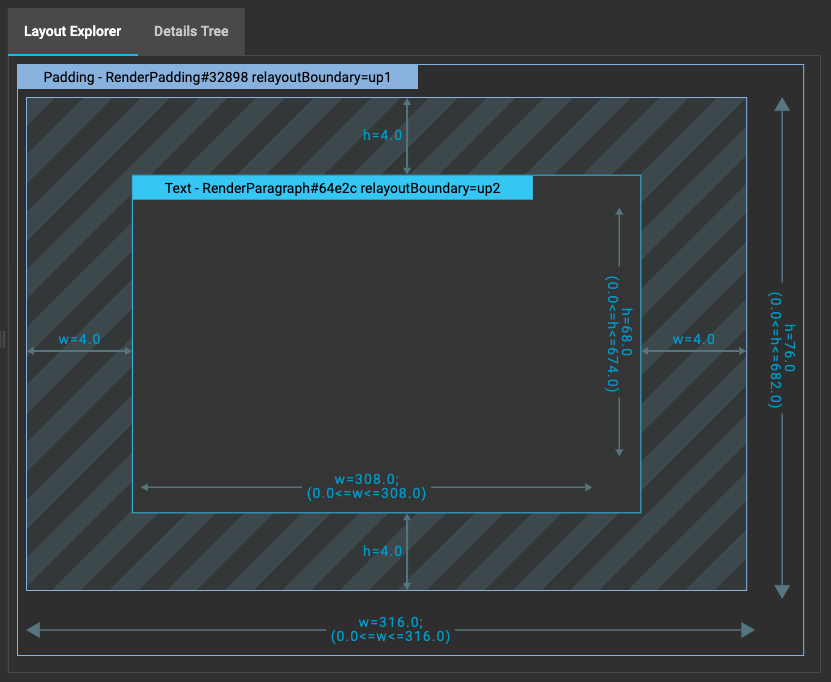 Layout Explorer
Details Tree
Padding - RenderPadding#32898 relayoutBoundary=up1
h=4.0
Text - RenderParagraph#64e2c relayoutBoundary=up2
h=68.0
(0.0<=h<=674.0)
w=4.0
w=4.0
h=76.0
(0.0<=h<=682.0)
w=308.0;
(0.0<=w<=308.0)
h=4.0
w=316.0;
(0.0<=w<=316.0)